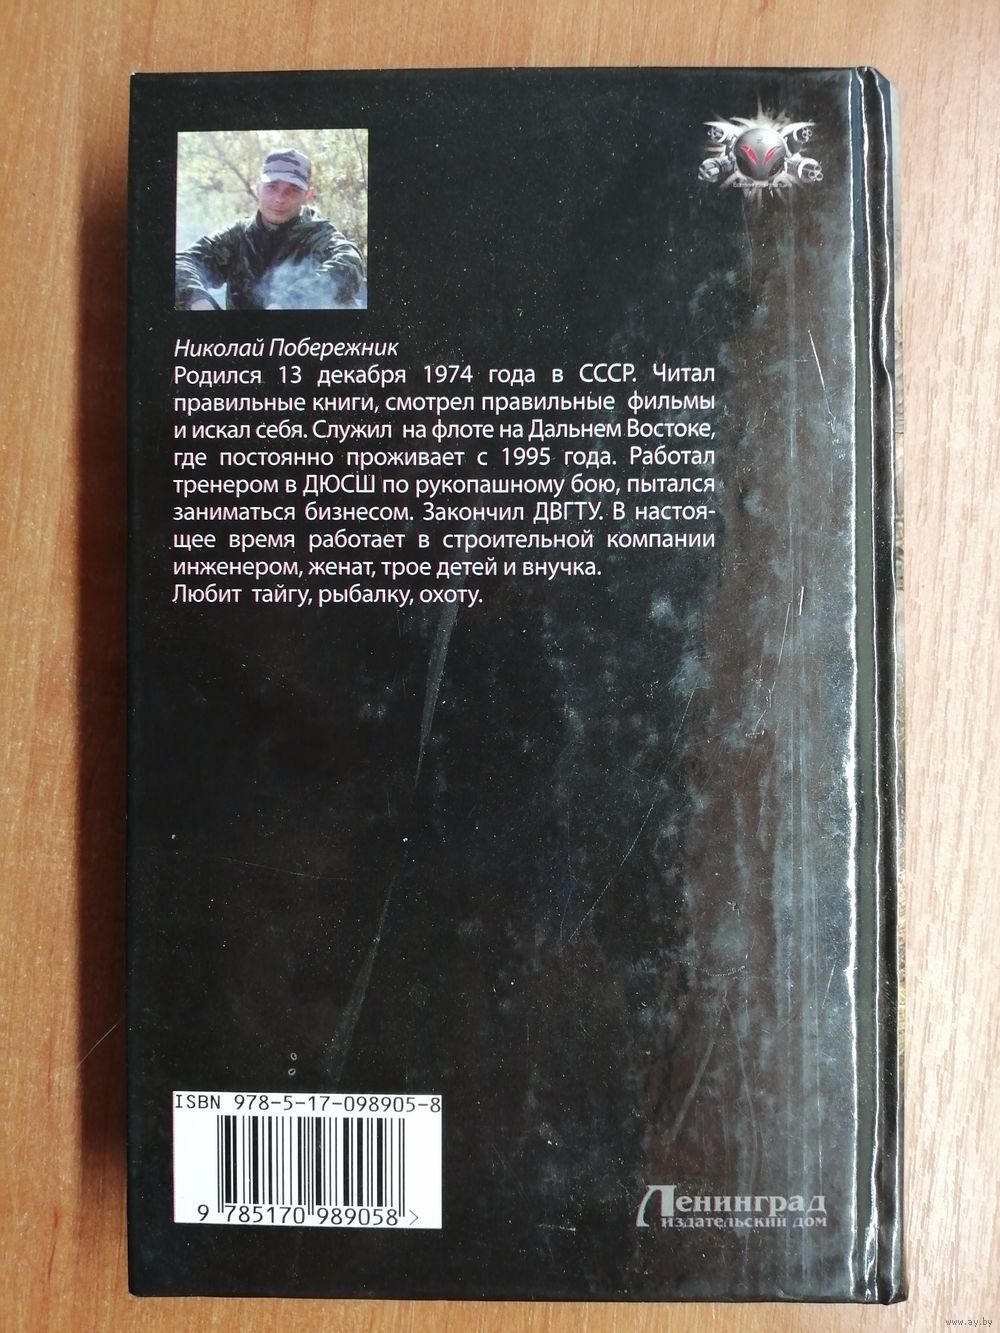 Николай Побережник
Родился 13 декабря 1974 года в СССР. Читал
правильные книги, смотрел правильные фильмы
и искал себя. Служил на флоте на Дальнем Востоке,
где постоянно проживает с 1995 года. Работал
тренером в ДЮСШ по рукопашному бою, пытался
заниматься бизнесом. Закончил ДВГТУ. В настоя-
щее время работает в строительной компании
инженером, женат, трое детей и внучка.
Любит тайгу, рыбалку, охоту.
ISBN 978-5-17-098905-8
9 785170 989058 >
Ленинград
издательский дом
www.ay.by